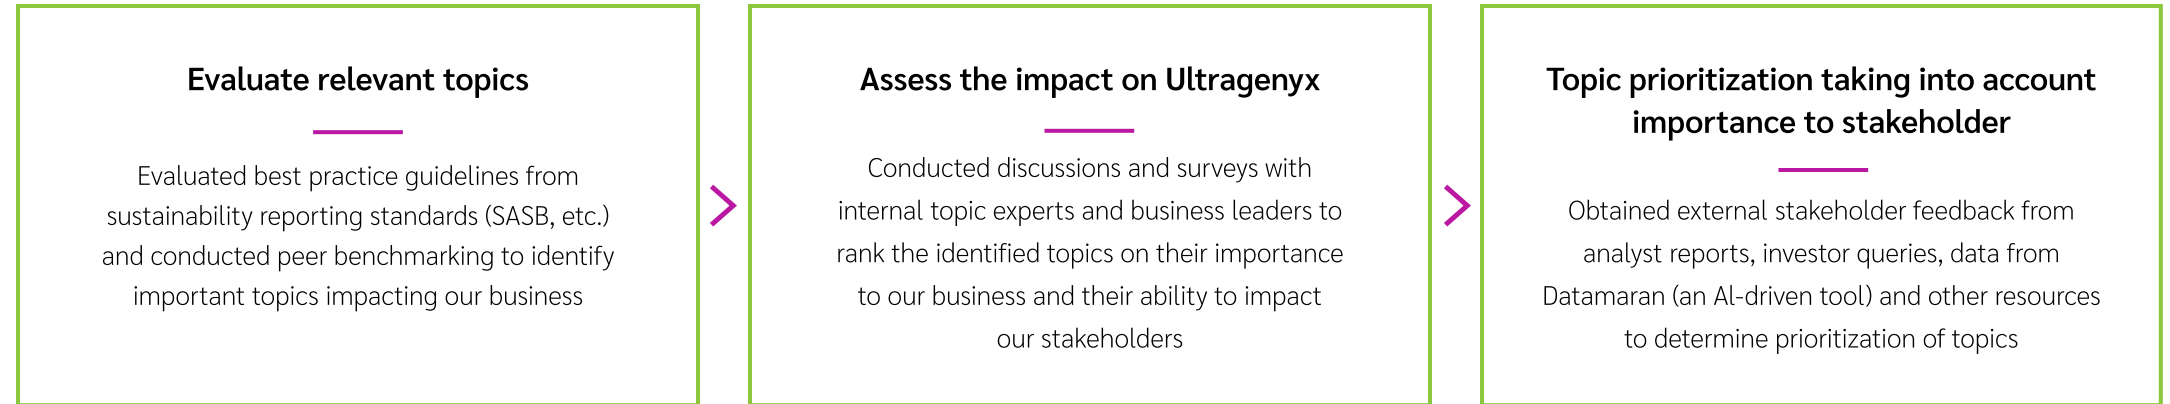 Evaluate relevant topics
Evaluated best practice guidelines from
sustainability reporting standards (SASB, etc.)
and conducted peer benchmarking to identify
important topics impacting our business
Assess the impact on Ultragenyx
Conducted discussions and surveys with
internal topic experts and business leaders to
rank the identified topics on their importance
to our business and their ability to impact
our stakeholders
Topic prioritization taking into account
importance to stakeholder
Obtained external stakeholder feedback from
analyst reports, investor queries, data from
Datamaran (an Al-driven tool) and other resources
to determine prioritization of topics